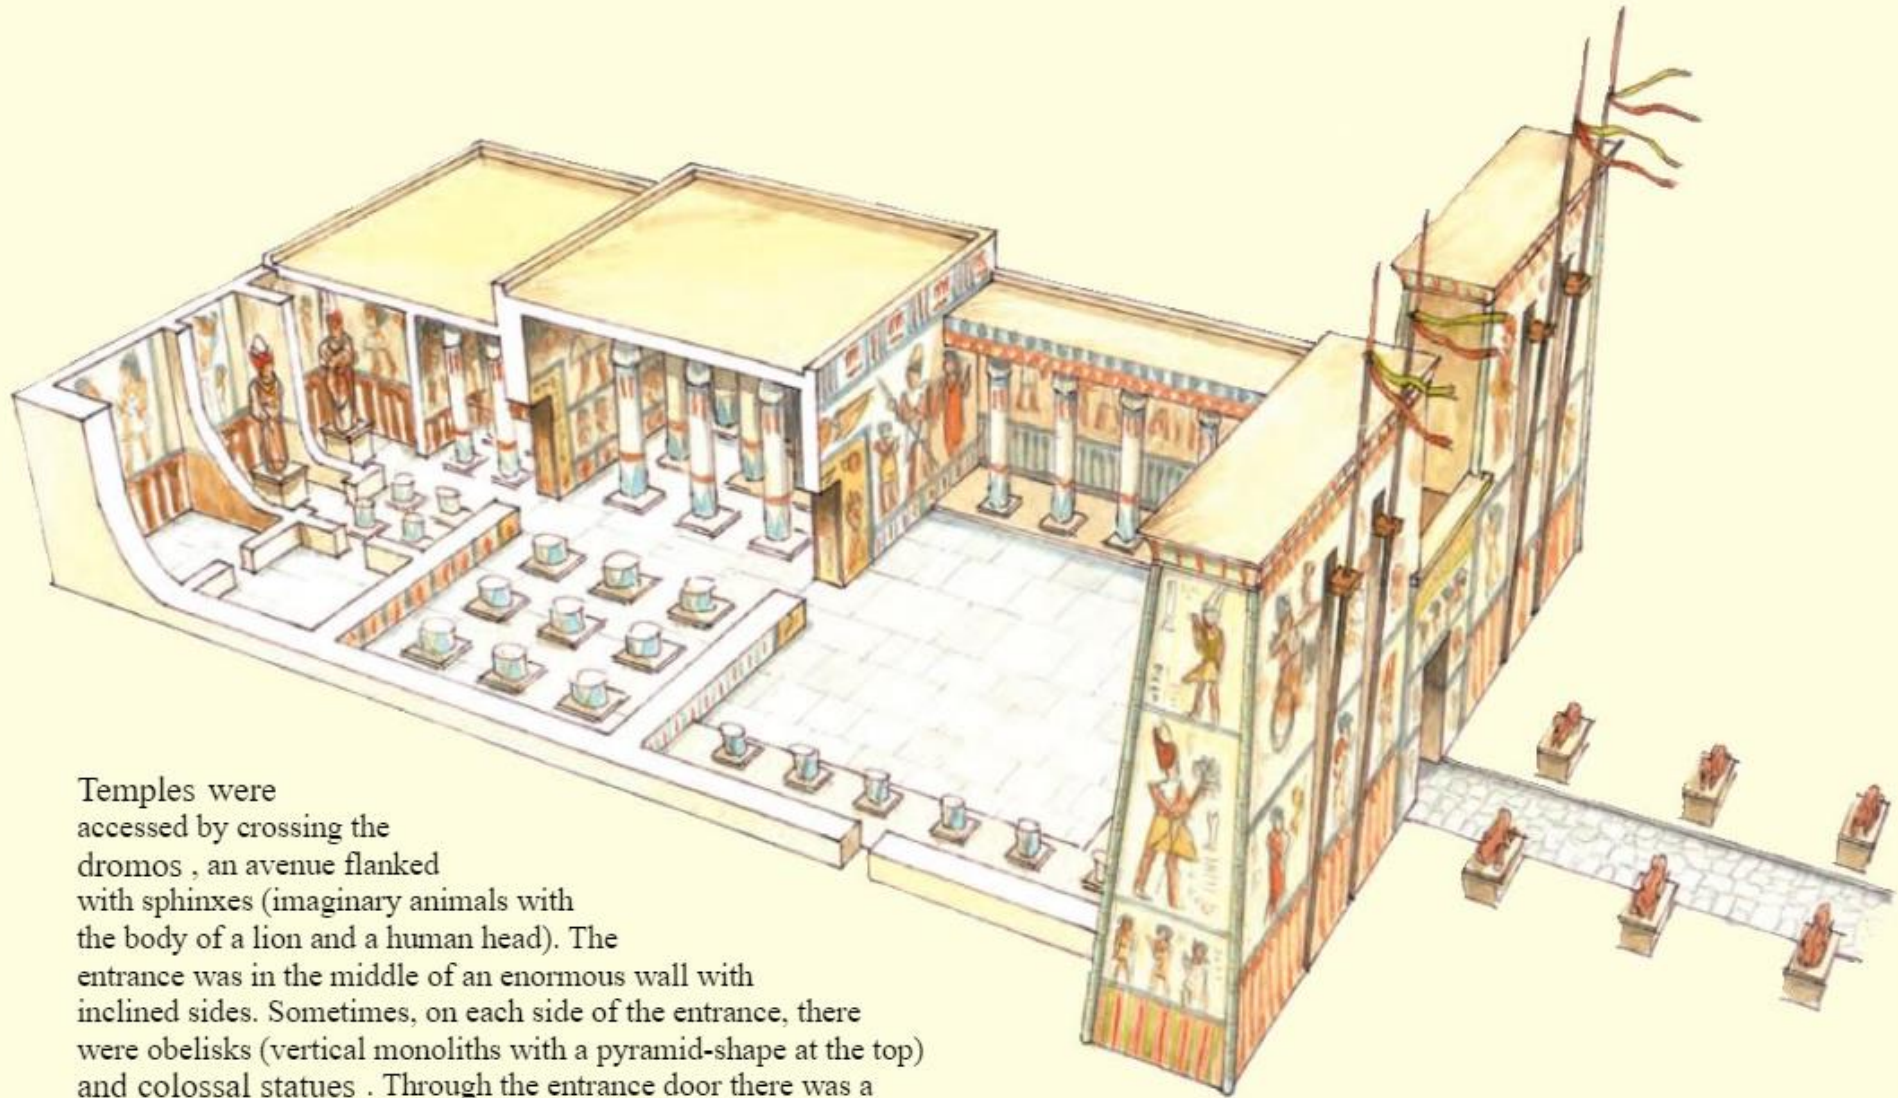 Temples were
accessed by crossing the
dromos , an avenue flanked
with sphinxes (imaginary animals with
the body of a lion and a human head). The
entrance was in the middle of an enormous wall with
inclined sides. Sometimes, on each side of the entrance, there
were obelisks (vertical monoliths with a pyramid-shape at the top)
and colossal statues . Through the entrance door there was a